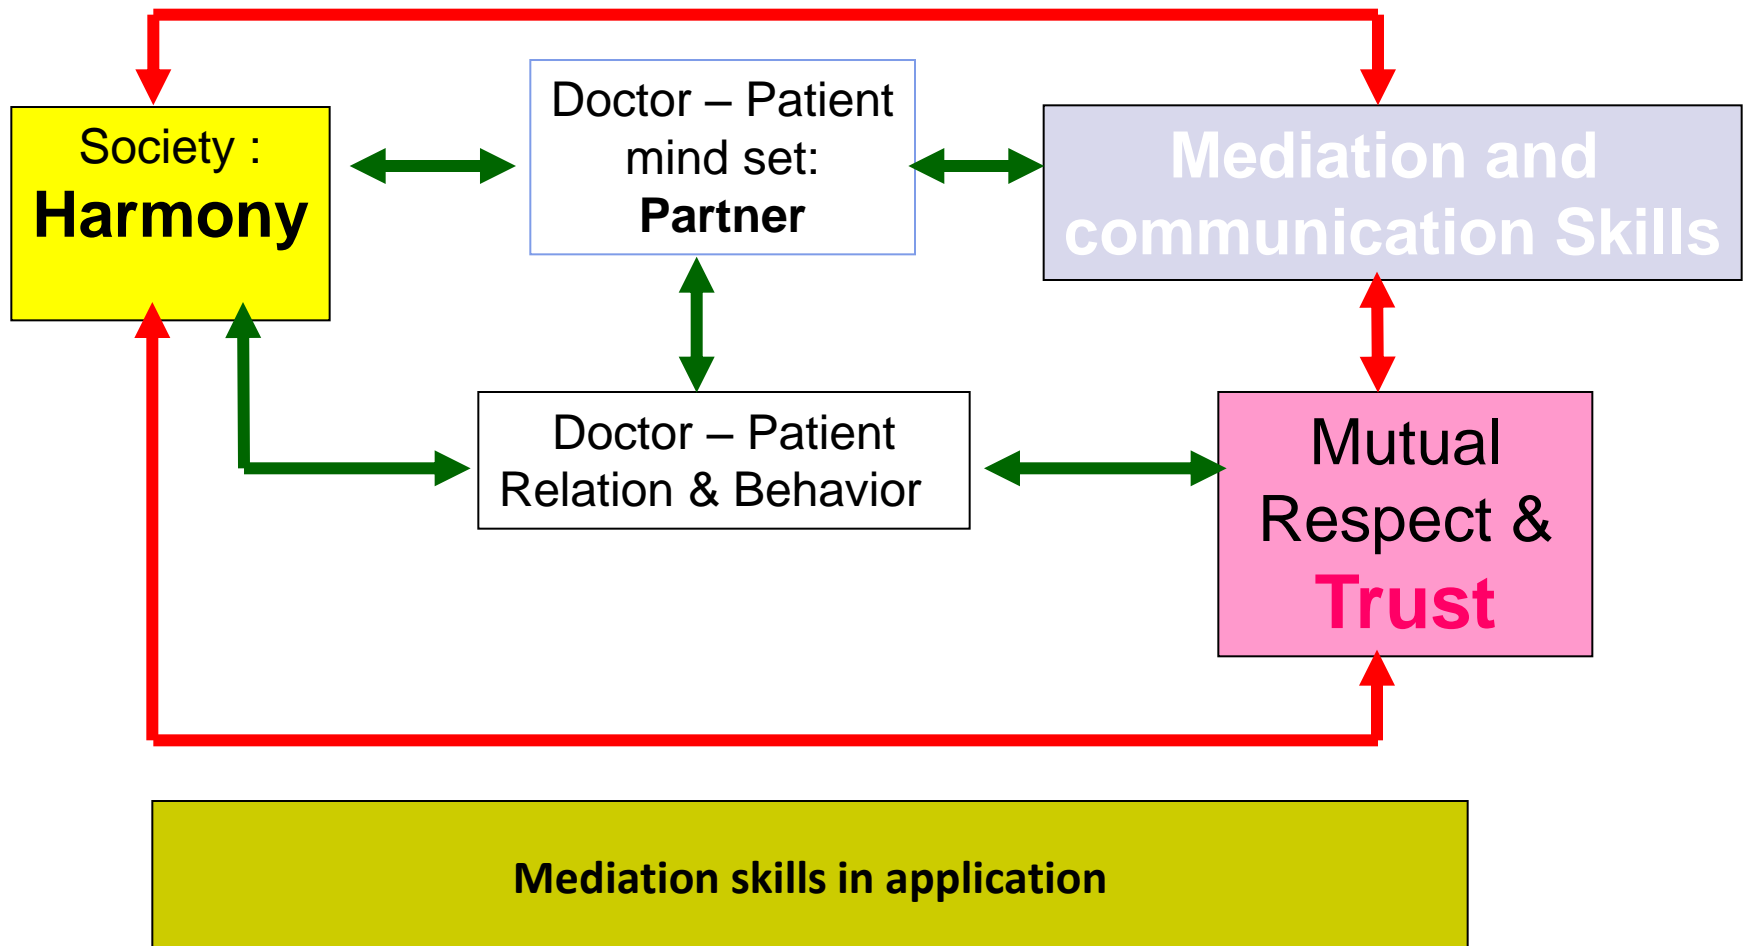 Society :
Harmony
Doctor – Patient
mind set:
Partner
Mediation and
communication Skills
Doctor – Patient
Relation & Behavior
Mutual
Respect &
Trust
Mediation skills in application